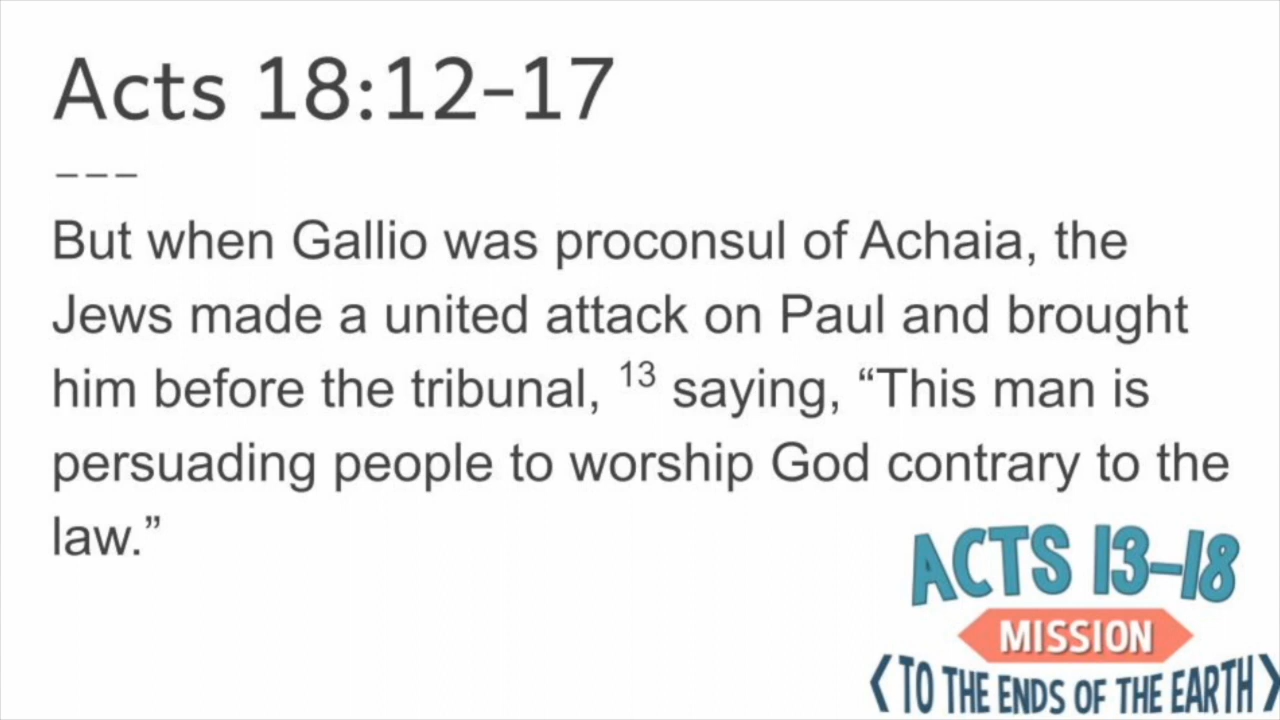 Acts 18:12-17
---
But when Gallio was proconsul of Achaia, the
Jews made a united attack on Paul and brought
him before the tribunal, 13 saying, “This man is
persuading people to worship God contrary to the
law.”
ACTS 13-18
MISSION
TO THE ENDS OF THE EARTH